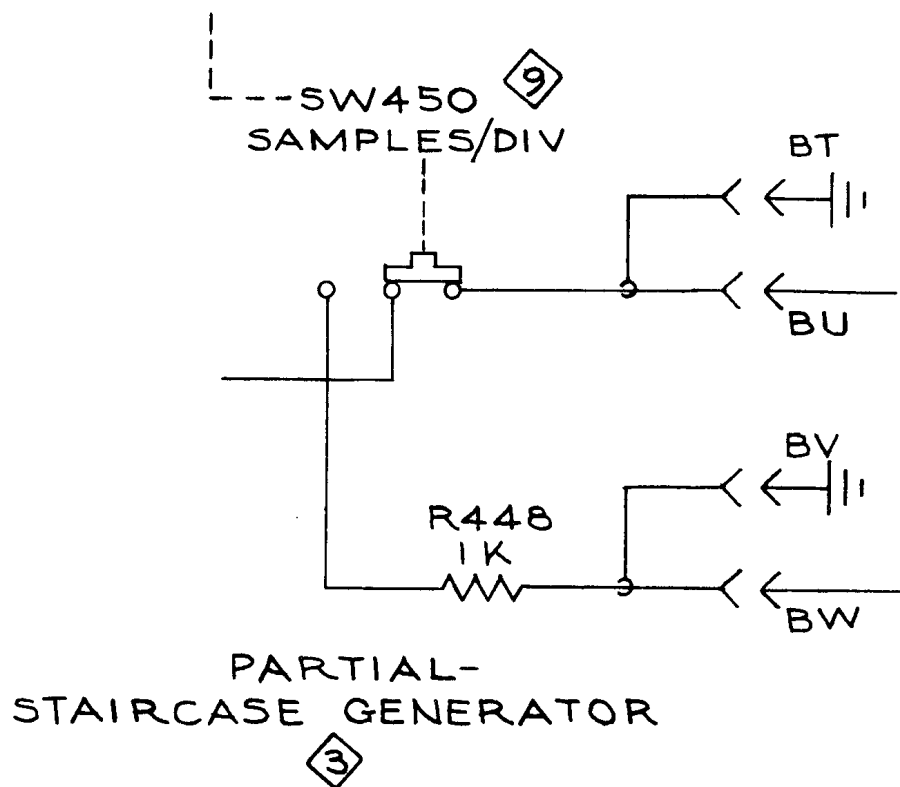 SW450 9
SAMPLES/DIV
BT
BU
BV
R448
1K
BW
PARTIAL-
STAIRCASE GENERATOR
3